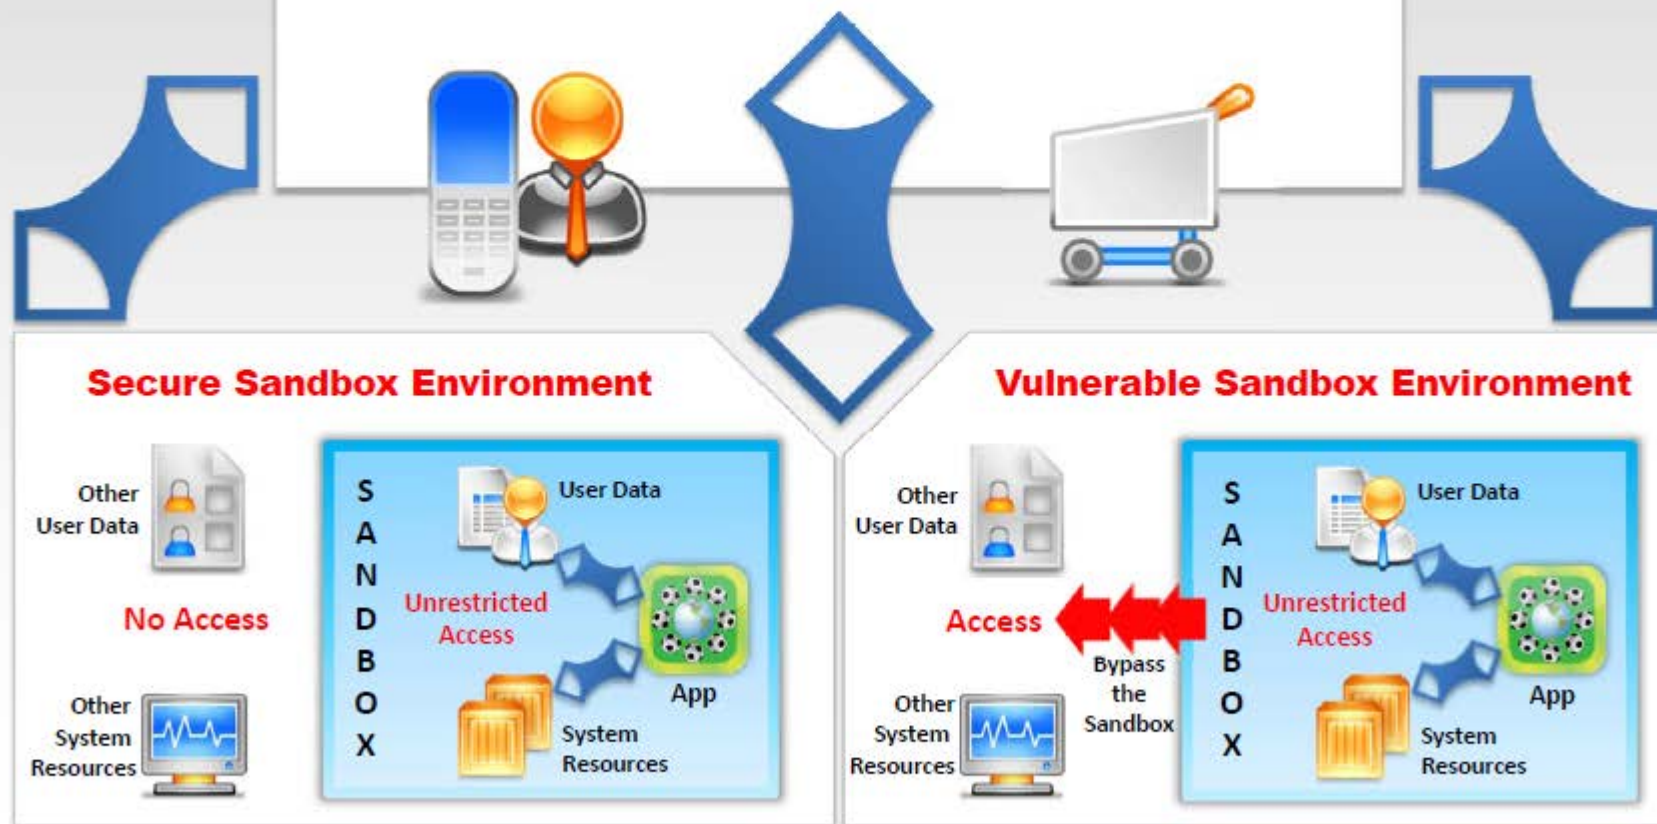 Secure Sandbox Environment
Other
User Data
No Access
Other
System
Resources
S
A
N
D
B
O
X
User Data
Unrestricted
Access
App
System
Resources
Vulnerable Sandbox Environment
Other
User Data
Access
Bypass
the
Sandbox
Other
System
Resources
S
A
N
D
B
O
X
User Data
Unrestricted
Access
App
System
Resources